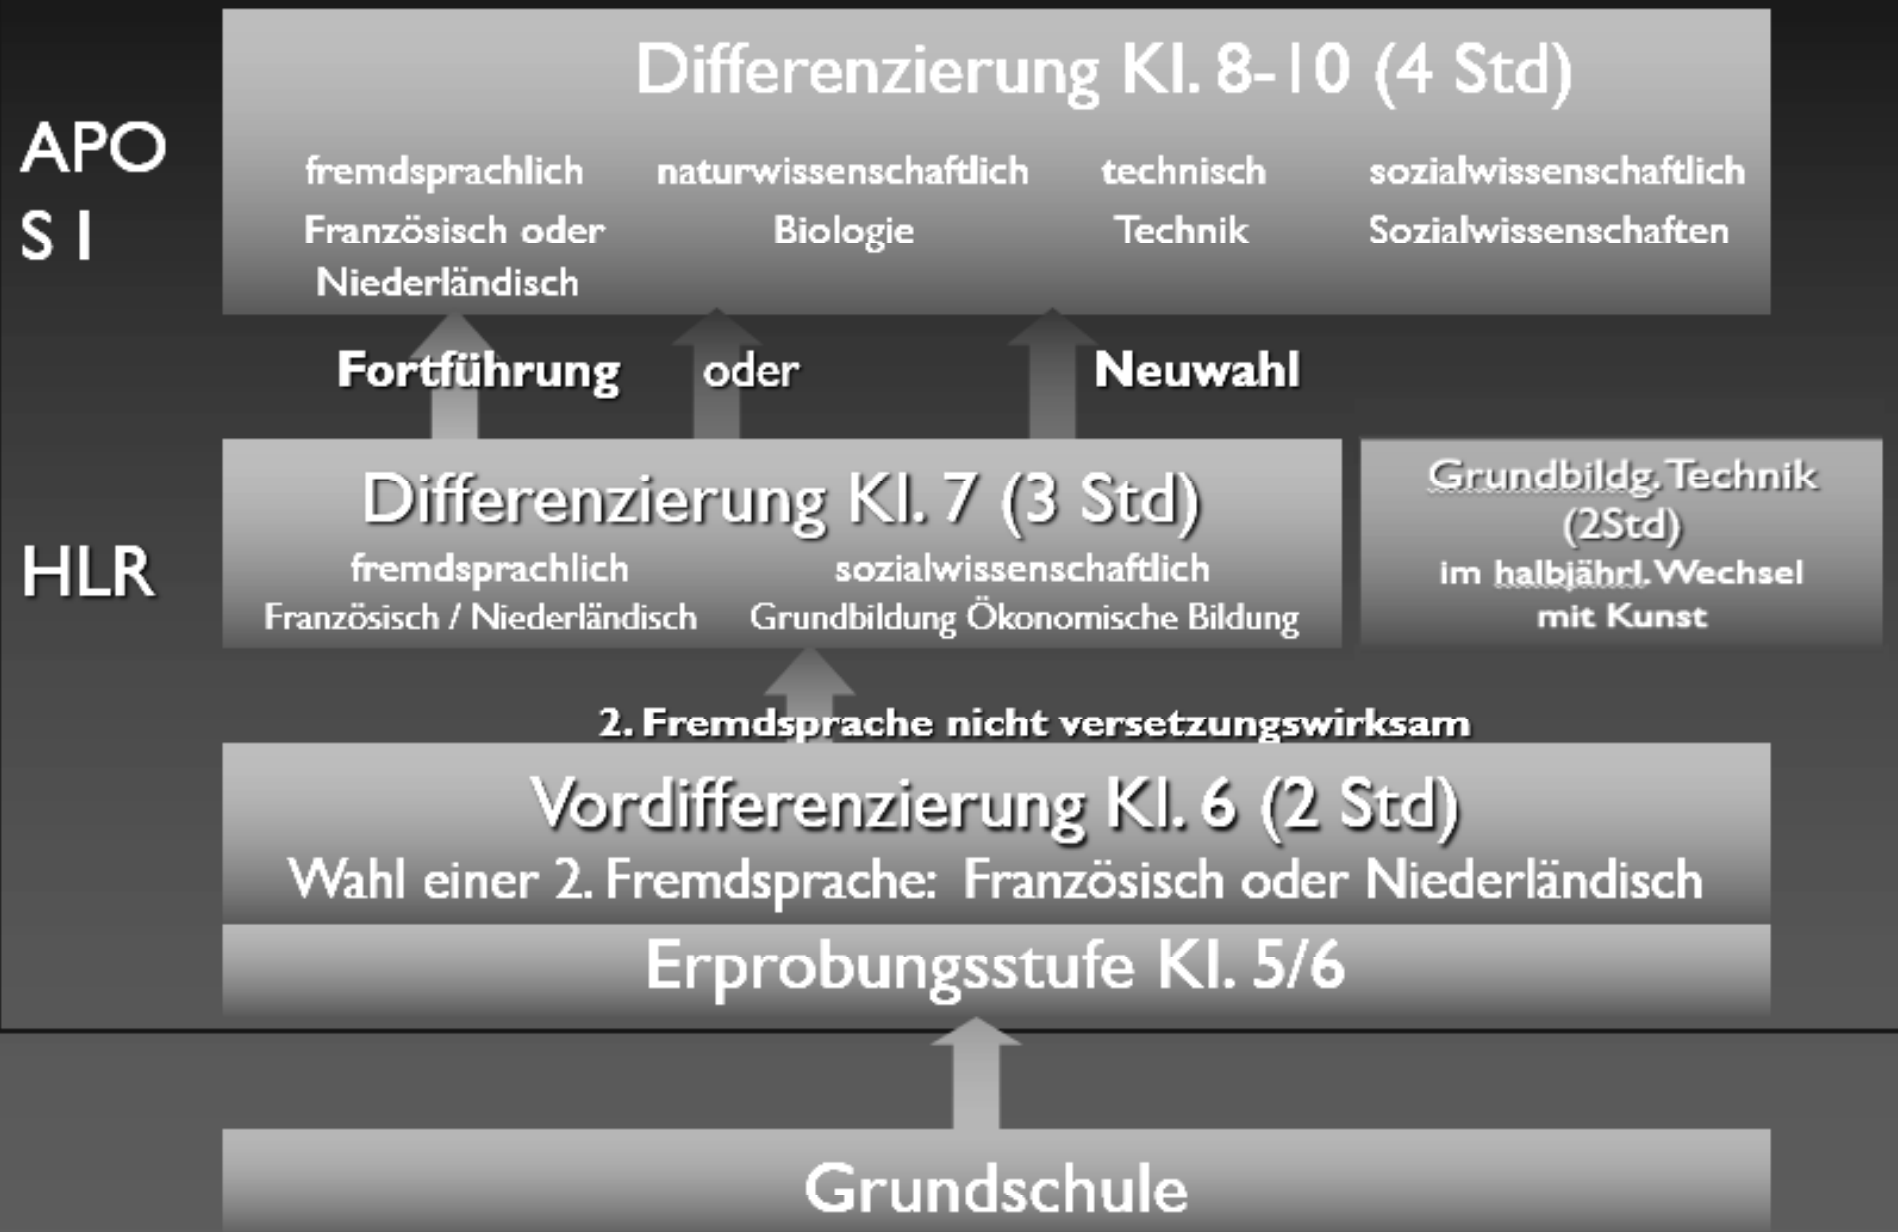 Differenzierung Kl. 8-10 (4 Std)
APO
S I
fremdsprachlich naturwissenschaftlich technisch sozialwissenschaftlich
Französisch oder Biologie Technik Sozialwissenschaften
Niederländisch
Fortführung oder Neuwahl
HLR
Differenzierung Kl. 7 (3 Std)
fremdsprachlich sozialwissenschaftlich
Französisch / Niederländisch Grundbildung Ökonomische Bildung
Grundbildg. Technik
(2Std)
im halbjährl. Wechsel
mit Kunst
2. Fremdsprache nicht versetzungswirksam
Vordifferenzierung Kl. 6 (2 Std)
Wahl einer 2. Fremdsprache: Französisch oder Niederländisch
Erprobungsstufe Kl. 5/6
Grundschule